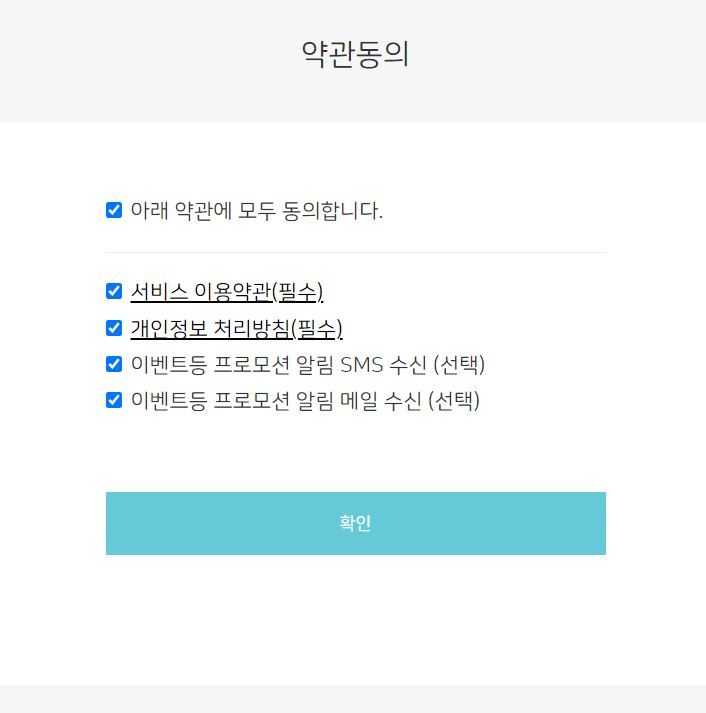 약관동의
아래 약관에 모두 동의합니다.
서비스 이용약관(필수)
개인정보 처리방침(필수)
이벤트등 프로모션 알림 SMS 수신 (선택)
이벤트등 프로모션 알림 메일 수신 (선택)
확인